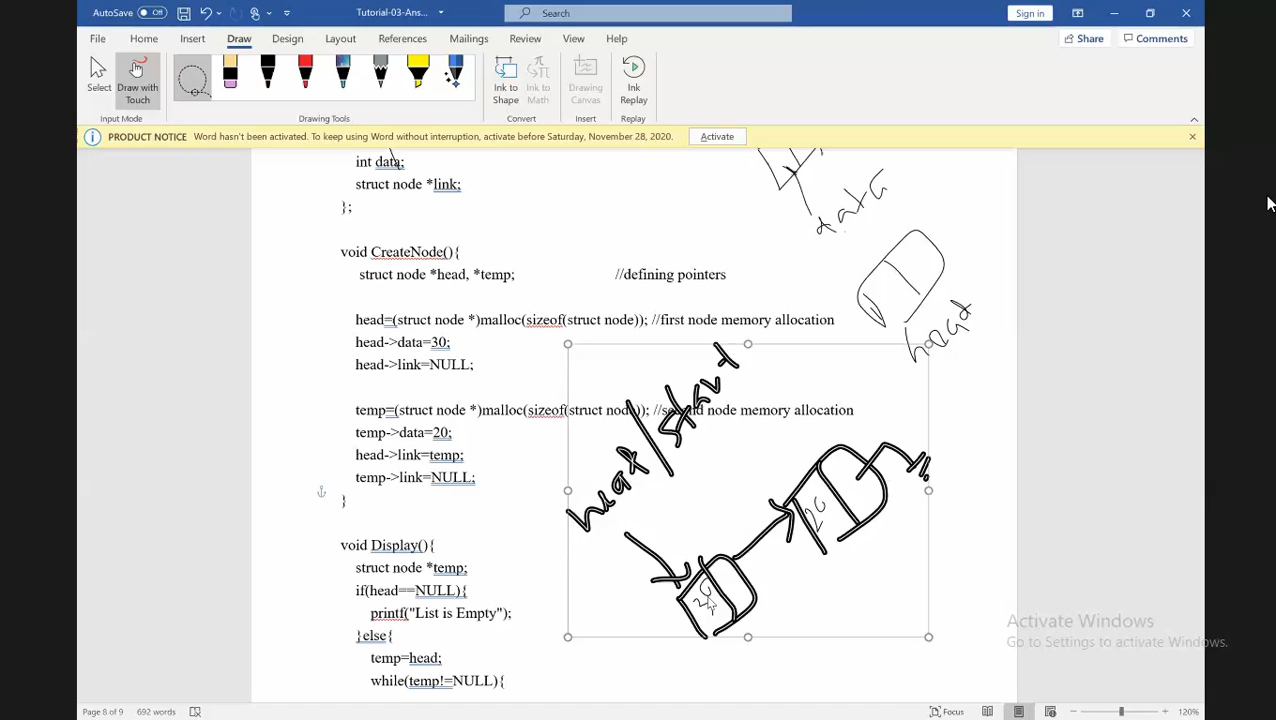 AutoSave Off Tutorial-03-Ans... Search Sign in
File Home Insert Draw Design Layout References Mailings Review View Help Share Comments
Select Draw with Touch Ink to Shape Ink to Math Drawing Canvas Ink Replay
Input Mode Drawing Tools Convert Insert Replay
PRODUCT NOTICE Word hasn't been activated. To keep using Word without interruption, activate before Saturday, November 28, 2020. Activate
int data;
struct node *link;
};
data
void CreateNode(){
struct node *head, *temp; //defining pointers
head=(struct node *)malloc(sizeof(struct node)); //first node memory allocation
head->data=30;
head
head->link=NULL;
head/start
temp=(struct node *)malloc(sizeof(struct node)); //second node memory allocation
temp->data=20;
head->link=temp;
temp->link=NULL;
}
20
void Display(){
struct node *temp;
if(head==NULL){
printf("List is Empty");
}else{
temp=head;
while(temp!=NULL){
Activate Windows
Go to Settings to activate Windows.
Page 8 of 9 692 words Focus 120%